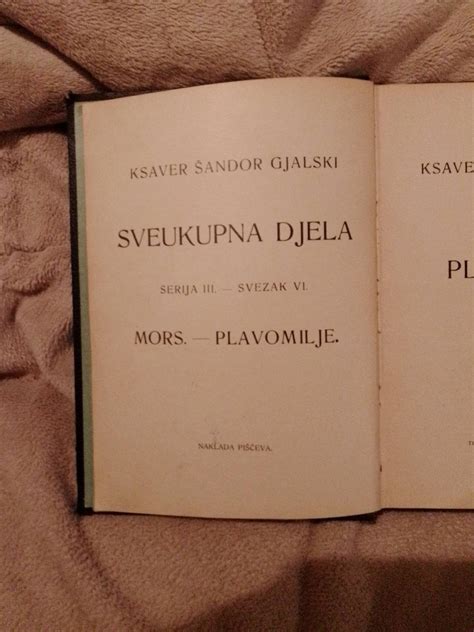 KSAVER ŠANDOR GJALSKI
SVEUKUPNA DJELA
SERIJA III. — SVEZAK VI.
MORS. — PLAVOMILJE.
NAKLADA PIŠČEVA.
KSAVE
PL